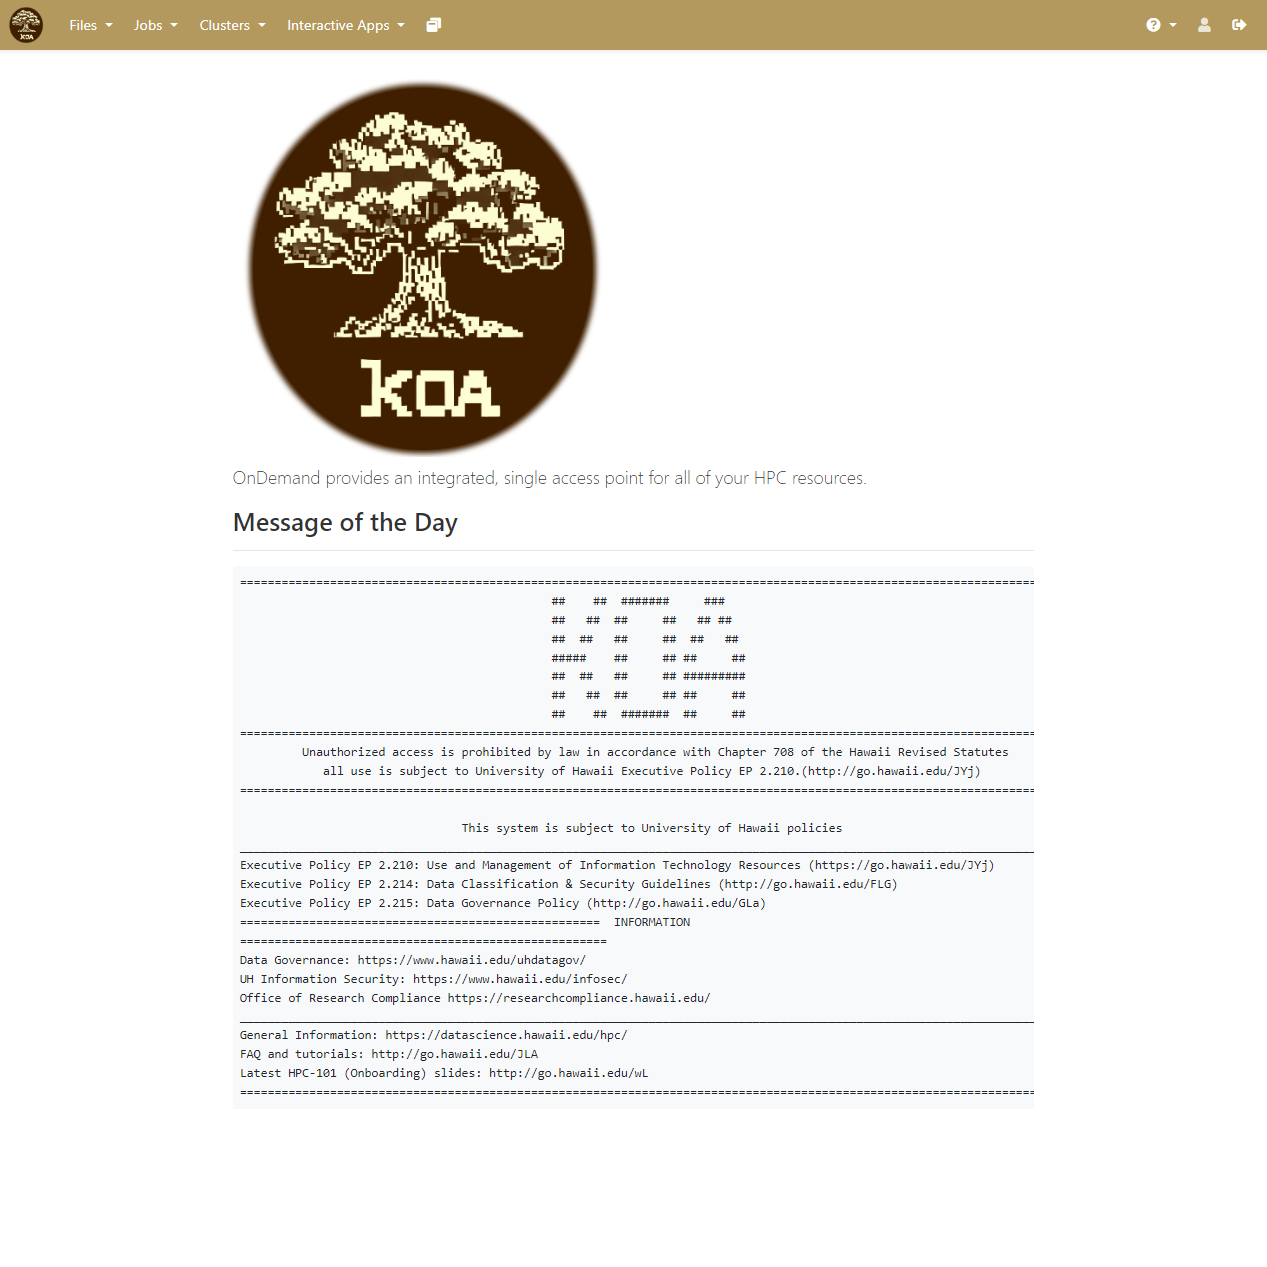 KOA
Files Jobs Clusters Interactive Apps
KOA
OnDemand provides an integrated, single access point for all of your HPC resources.
Message of the Day
===================================================================================================================
##    ##  #######     ###
##   ##  ##     ##   ## ##
##  ##   ##     ##  ##   ##
#####    ##     ## ##     ##
##  ##   ##     ## #########
##   ##  ##     ## ##     ##
##    ##  #######  ##     ##
===================================================================================================================
Unauthorized access is prohibited by law in accordance with Chapter 708 of the Hawaii Revised Statutes
all use is subject to University of Hawaii Executive Policy EP 2.210.(http://go.hawaii.edu/JYj)
===================================================================================================================
This system is subject to University of Hawaii policies
___________________________________________________________________________________________________________________
Executive Policy EP 2.210: Use and Management of Information Technology Resources (https://go.hawaii.edu/JYj)
Executive Policy EP 2.214: Data Classification & Security Guidelines (http://go.hawaii.edu/FLG)
Executive Policy EP 2.215: Data Governance Policy (http://go.hawaii.edu/GLa)
==================================================== INFORMATION
=====================================================
Data Governance: https://www.hawaii.edu/uhdatagov/
UH Information Security: https://www.hawaii.edu/infosec/
Office of Research Compliance https://researchcompliance.hawaii.edu/
___________________________________________________________________________________________________________________
General Information: https://datascience.hawaii.edu/hpc/
FAQ and tutorials: http://go.hawaii.edu/JLA
Latest HPC-101 (Onboarding) slides: http://go.hawaii.edu/wL
===================================================================================================================